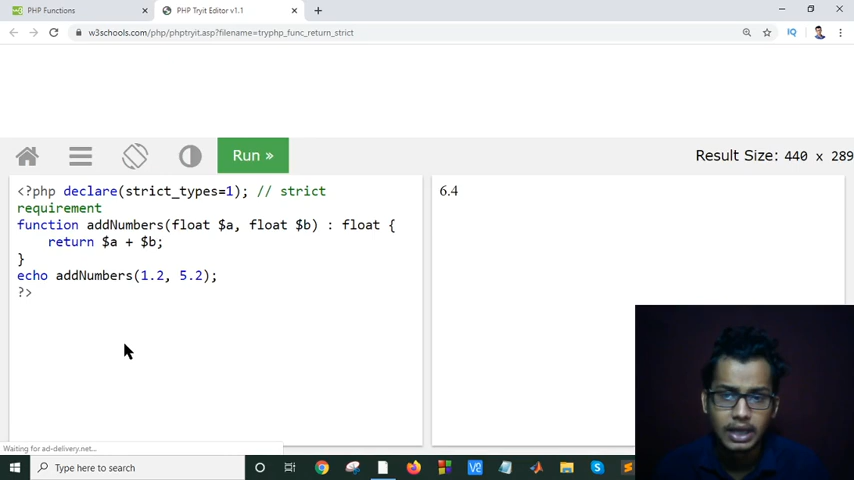 PHP Functions
PHP Tryit Editor v1.1
w3schools.com/php/phptryit.asp?filename=tryphp_func_return_strict
IQ
Run »
Result Size: 440 x 289
<?php declare(strict_types=1); // strict
requirement
function addNumbers(float $a, float $b) : float {
return $a + $b;
}
echo addNumbers(1.2, 5.2);
?>
6.4
Waiting for ad-delivery.net...
Type here to search